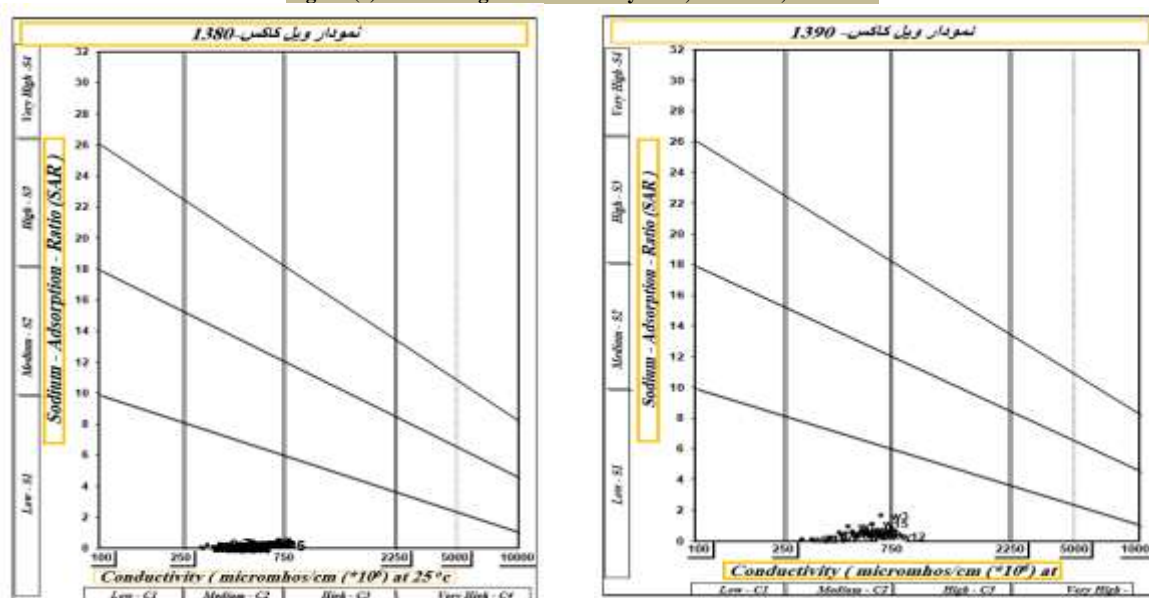 نمودار ویل کاکس-1380
Very High -S4
High - S3
Medium - S2
Low - S1
Sodium - Adsorption - Ratio (SAR )
32
30
28
26
24
22
20
18
16
14
12
10
8
6
4
2
0
100 250 750 2250 5000 10000
Conductivity ( micromhos/cm (*10⁶) at 25 °c
Low - C1 Medium - C2 High - C3 Very High - C4
نمودار ویل کاکس- 1390
Very High -S4
High - S3
Medium - S2
Low - S1
Sodium - Adsorption - Ratio (SAR )
32
30
28
26
24
22
20
18
16
14
12
10
8
6
4
2
0
w3
100 250 750 2250 5000 1000
Conductivity ( micromhos/cm (*10⁶) at
Low - C1 Medium - C2 High - C3 Very High -